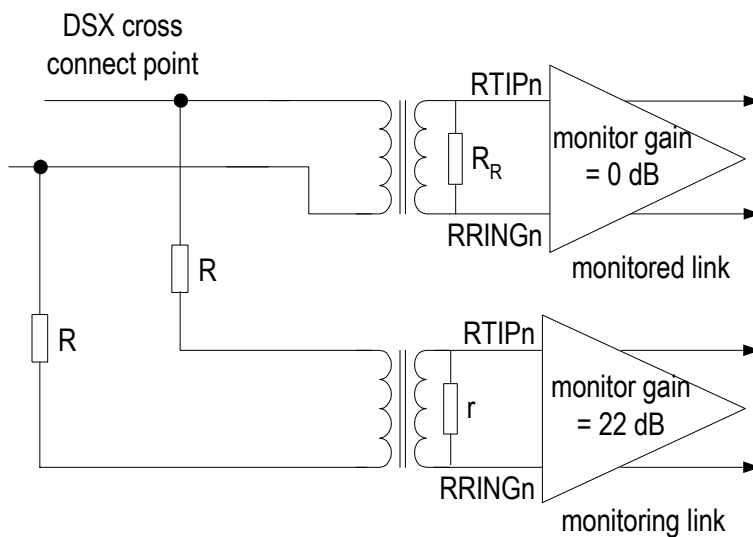 DSX cross
connect point
RTIPn
monitor gain
= 0 dB
R_R
RRINGn
monitored link
R
R
RTIPn
monitor gain
= 22 dB
r
RRINGn
monitoring link